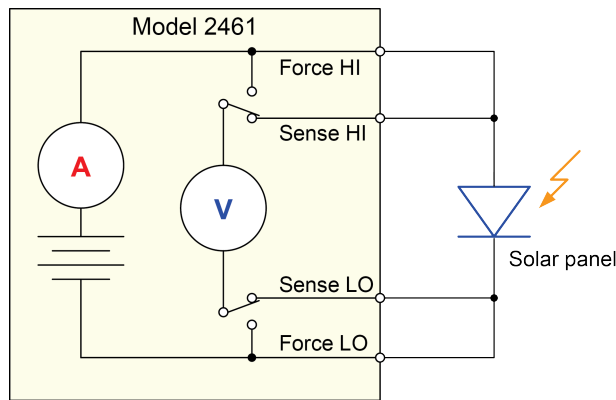 Model 2461
Force HI
Sense HI
A
V
Solar panel
Sense LO
Force LO